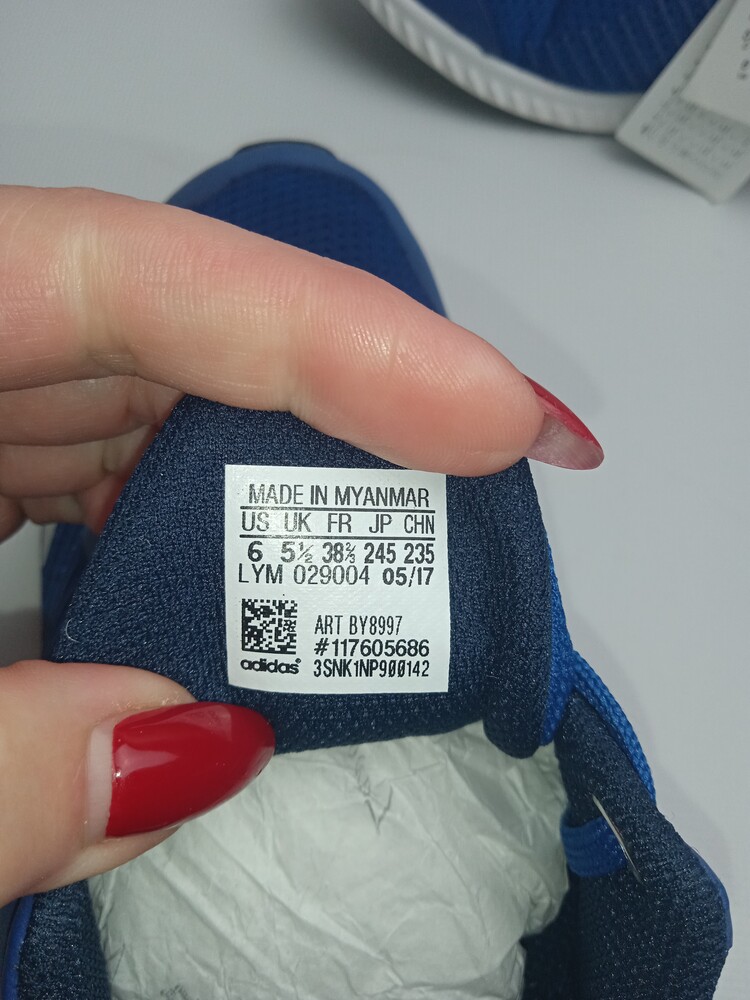 MADE IN MYANMAR
US UK FR JP CHN
6 5½ 38⅔ 245 235
LYM 029004 05/17
ART BY8997
#117605686
adidas® 3SNK1NP900142